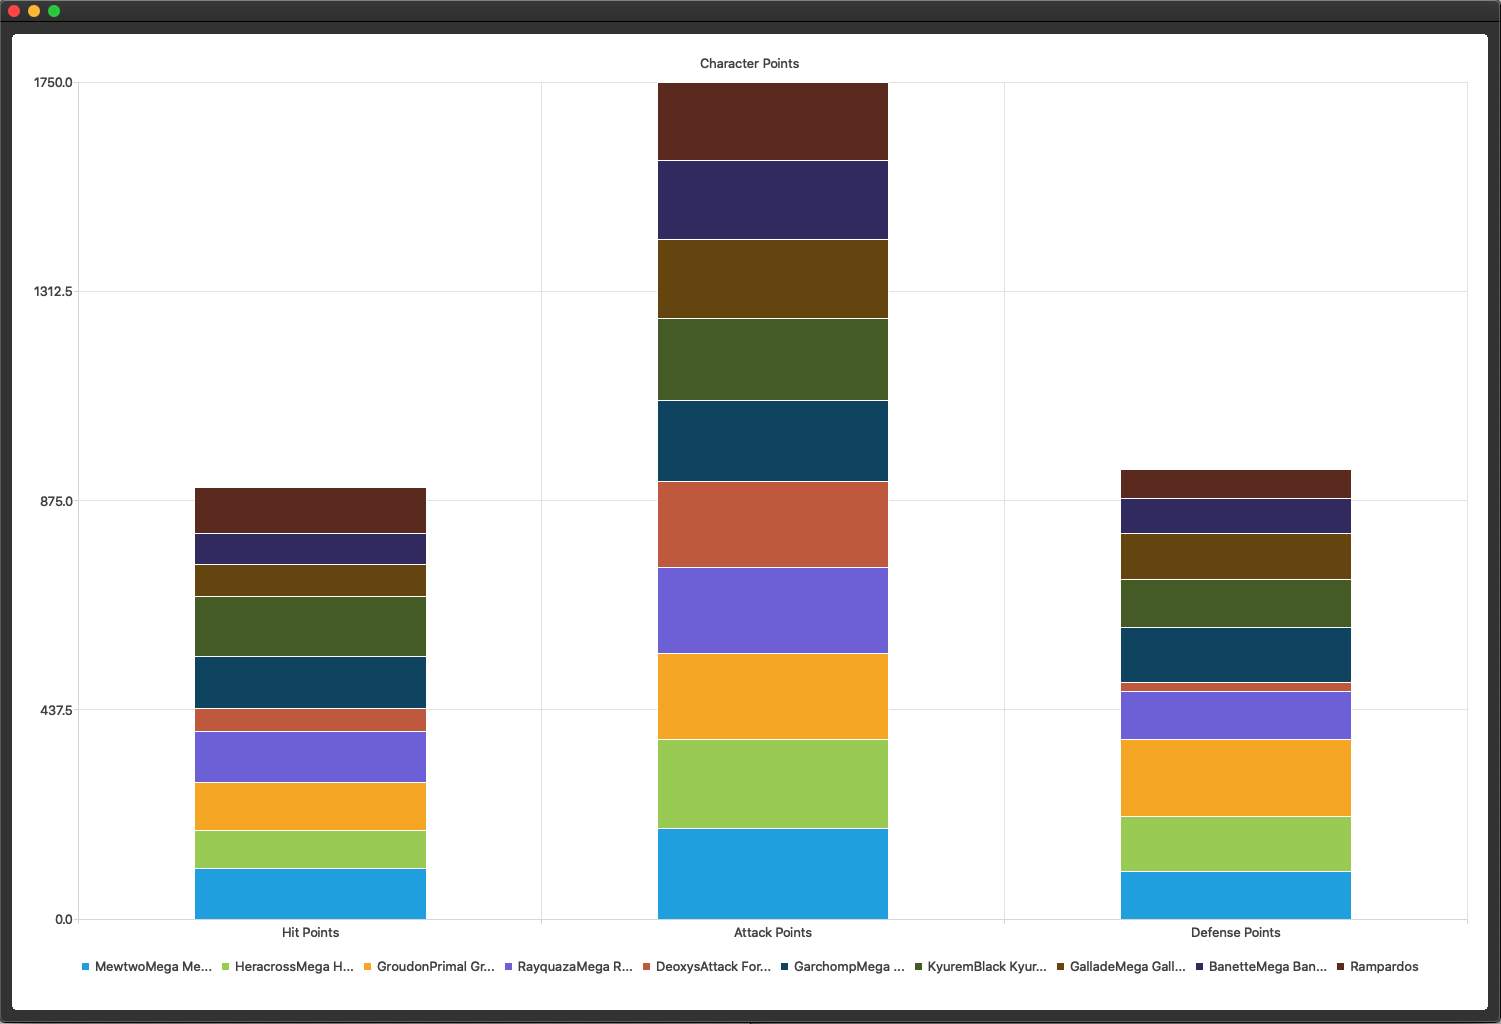 Character Points
1750.0
1312.5
875.0
437.5
0.0
Hit Points Attack Points Defense Points
MewtwoMega Me... HeracrossMega H... GroudonPrimal Gr... RayquazaMega R... DeoxysAttack For... GarchompMega ... KyuremBlack Kyur... GalladeMega Gall... BanetteMega Ban... Rampardos